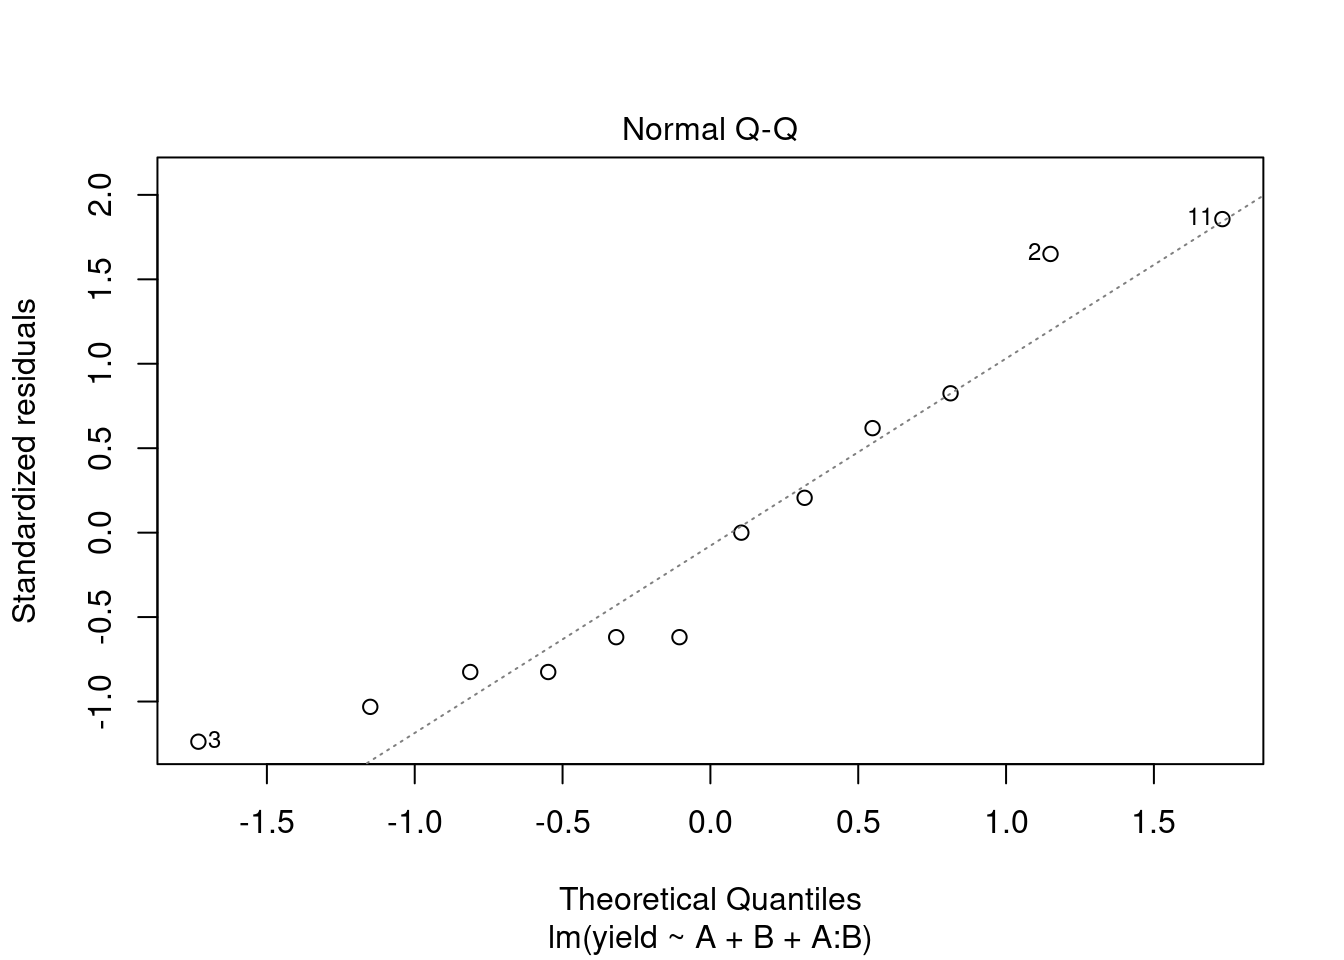 Normal Q-Q
Standardized residuals
2.0
1.5
1.0
0.5
0.0
-0.5
-1.0
11
2
3
-1.5 -1.0 -0.5 0.0 0.5 1.0 1.5
Theoretical Quantiles
lm(yield ~ A + B + A:B)